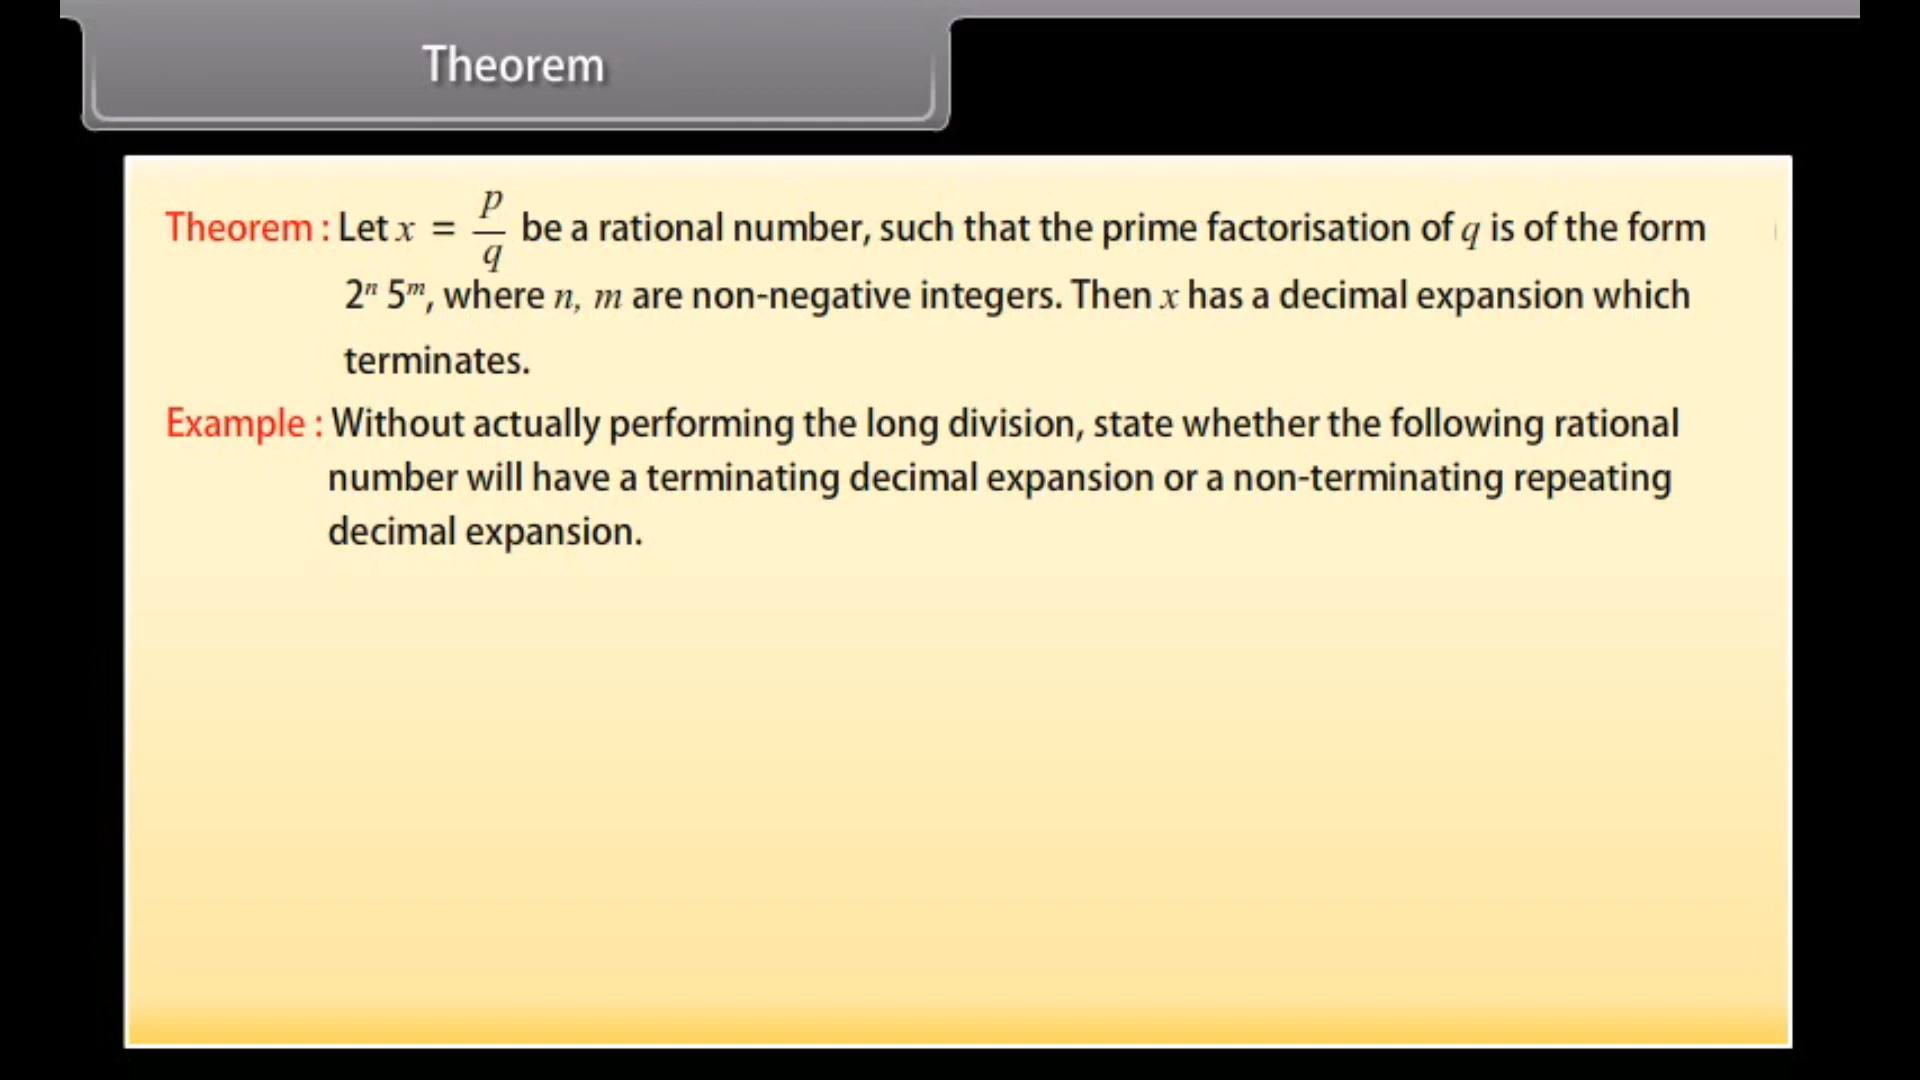 Theorem
Theorem : Let x = p/q be a rational number, such that the prime factorisation of q is of the form
2ⁿ 5ᵐ, where n, m are non-negative integers. Then x has a decimal expansion which
terminates.
Example : Without actually performing the long division, state whether the following rational
number will have a terminating decimal expansion or a non-terminating repeating
decimal expansion.